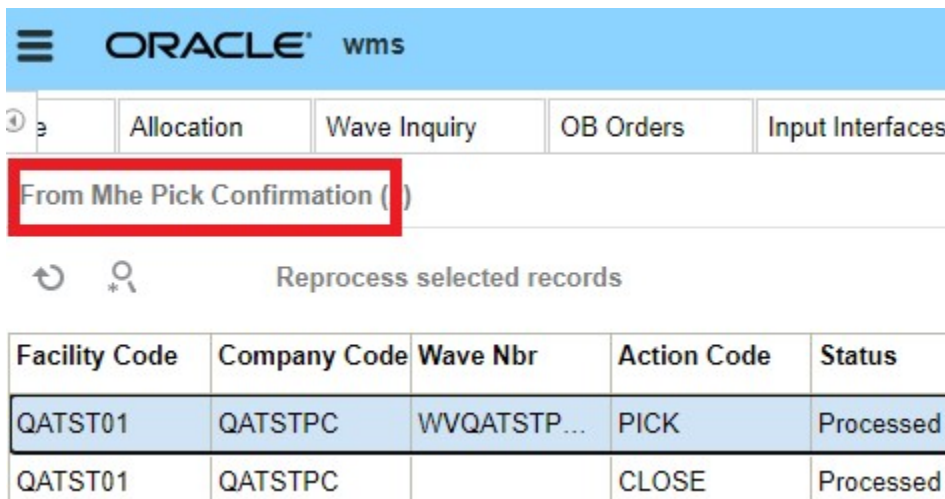 ORACLE wms
e Allocation Wave Inquiry OB Orders Input Interfaces
From Mhe Pick Confirmation ( )
Reprocess selected records
Facility Code Company Code Wave Nbr Action Code Status
QATST01 QATSTPC WVQATSTP... PICK Processed
QATST01 QATSTPC CLOSE Processed